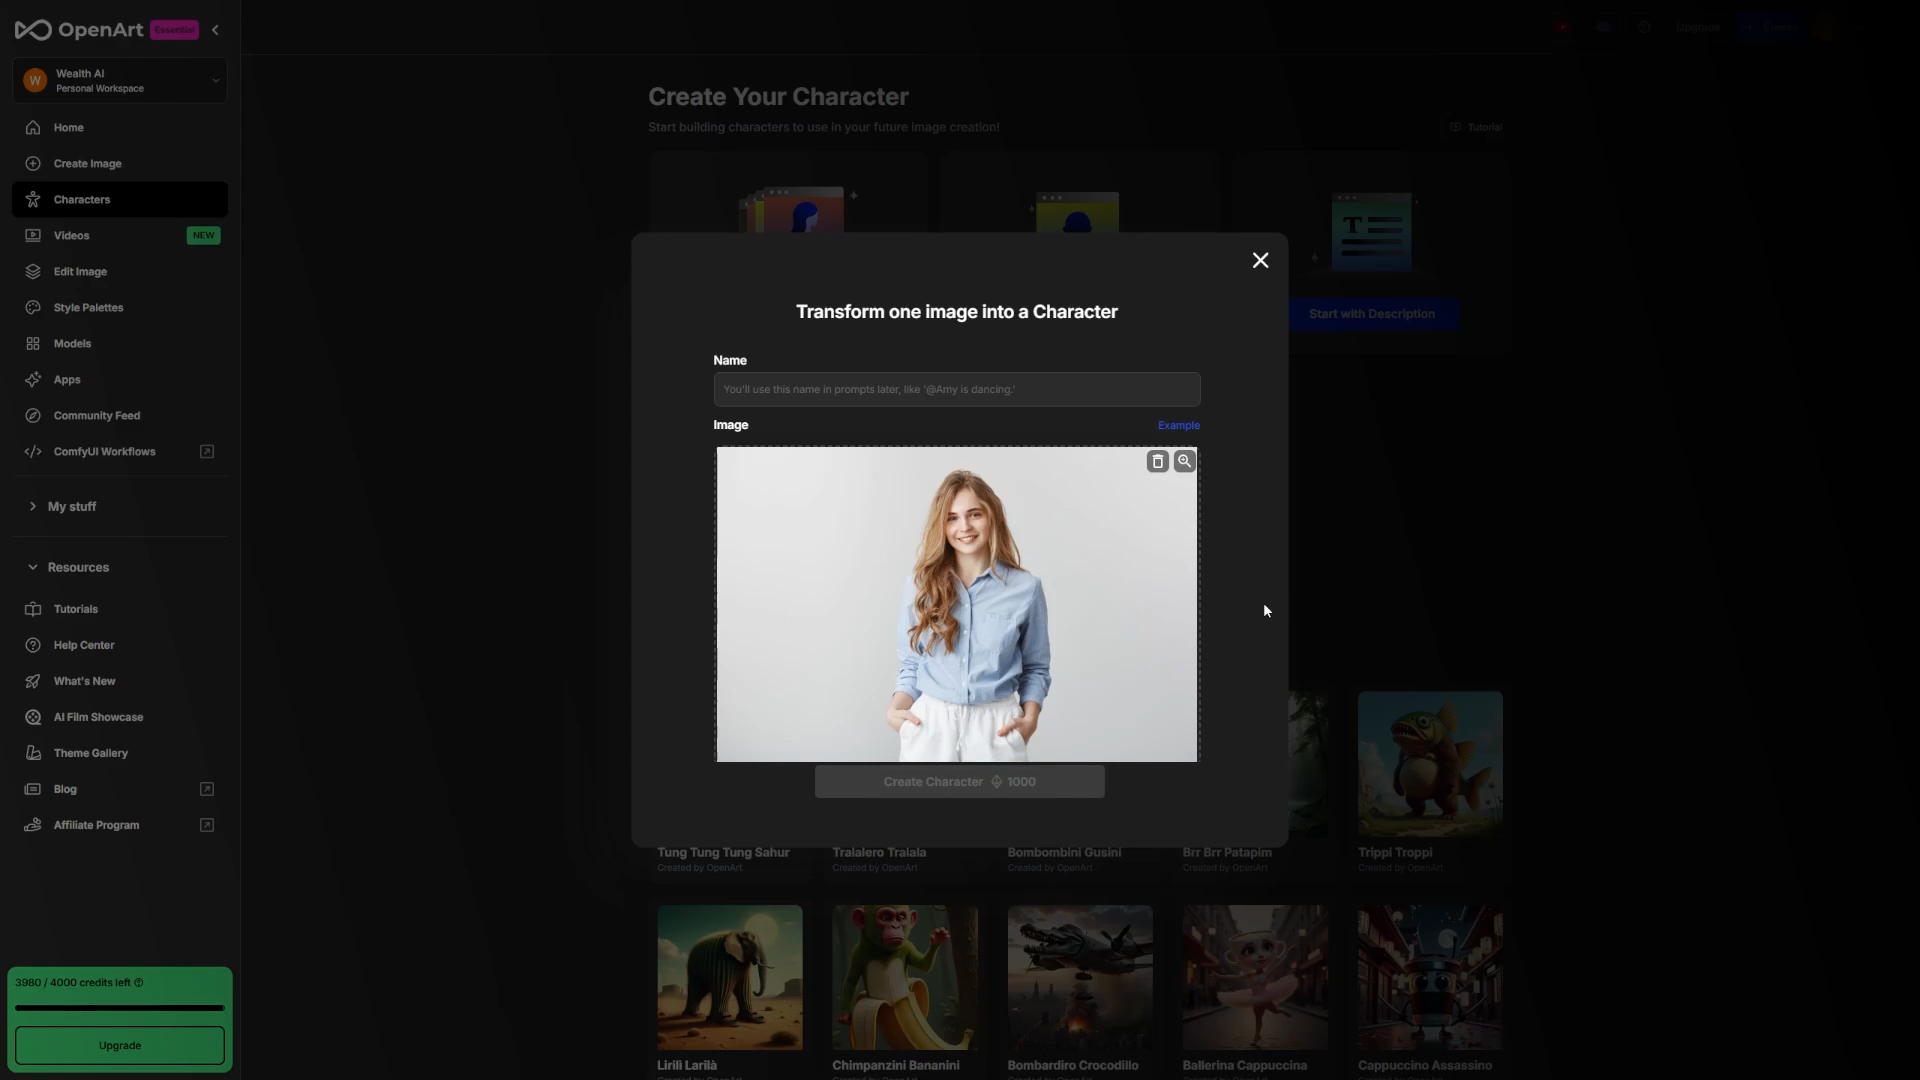 OpenArt Essential
W
Wealth AI
Personal Workspace
Home
Create Image
Characters
Videos NEW
Edit Image
Style Palettes
Models
Apps
Community Feed
ComfyUI Workflows
My stuff
Resources
Tutorials
Help Center
What's New
AI Film Showcase
Theme Gallery
Blog
Affiliate Program
3980 / 4000 credits left
Upgrade
Upgrade
Create Your Character
Start building characters to use in your future image creation!
Tutorial
T
Start with Description
Transform one image into a Character
Name
You'll use this name in prompts later, like '@Amy is dancing.'
Image Example
Create Character 1000
Tung Tung Tung Sahur Tralalero Tralala Bombombini Gusini Brr Brr Patapim Trippi Troppi
Created by OpenArt Created by OpenArt Created by OpenArt Created by OpenArt Created by OpenArt
Lirilì Larilà Chimpanzini Bananini Bombardiro Crocodillo Ballerina Cappuccina Cappuccino Assassino